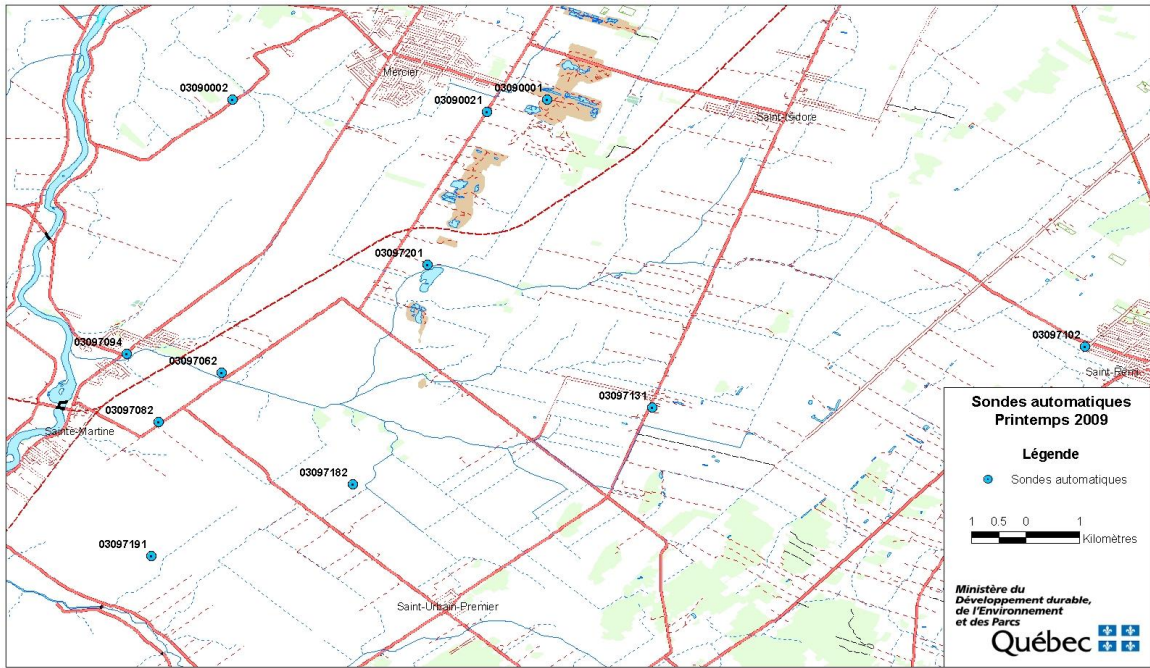 03090002
Mercier
03090021
03090001
Saint-Isidore
03097201
03097094
03097062
03097102
Saint-Rémi
03097082
03097131
Sainte-Martine
03097182
03097191
Saint-Urbain-Premier
Sondes automatiques
Printemps 2009
Légende
Sondes automatiques
1 0.5 0 1
Kilomètres
Ministère du
Développement durable,
de l'Environnement
et des Parcs
Québec